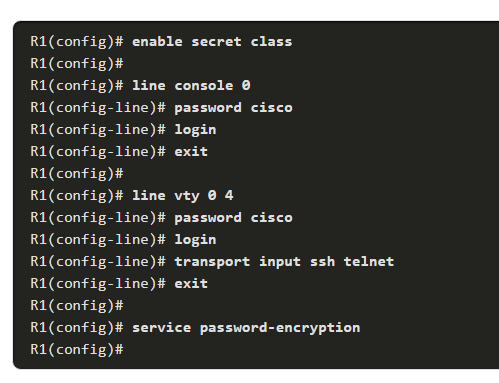 R1(config)# enable secret class
R1(config)#
R1(config)# line console 0
R1(config-line)# password cisco
R1(config-line)# login
R1(config-line)# exit
R1(config)#
R1(config)# line vty 0 4
R1(config-line)# password cisco
R1(config-line)# login
R1(config-line)# transport input ssh telnet
R1(config-line)# exit
R1(config)#
R1(config)# service password-encryption
R1(config)#